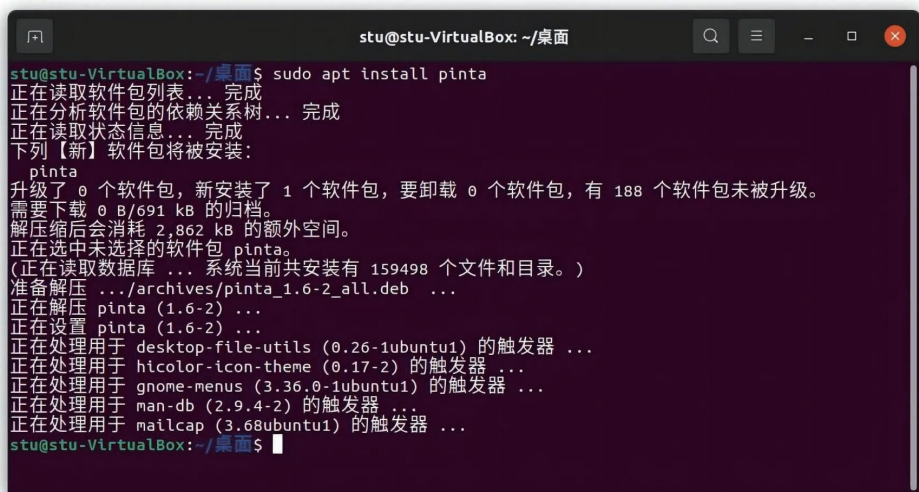 stu@stu-VirtualBox: ~/桌面
stu@stu-VirtualBox:~/桌面$ sudo apt install pinta
正在读取软件包列表... 完成
正在分析软件包的依赖关系树... 完成
正在读取状态信息... 完成
下列【新】软件包将被安装:
  pinta
升级了 0 个软件包，新安装了 1 个软件包，要卸载 0 个软件包，有 188 个软件包未被升级。
需要下载 0 B/691 kB 的归档。
解压缩后会消耗 2,862 kB 的额外空间。
正在选中未选择的软件包 pinta。
(正在读取数据库 ... 系统当前共安装有 159498 个文件和目录。)
准备解压 .../archives/pinta_1.6-2_all.deb  ...
正在解压 pinta (1.6-2) ...
正在设置 pinta (1.6-2) ...
正在处理用于 desktop-file-utils (0.26-1ubuntu1) 的触发器 ...
正在处理用于 hicolor-icon-theme (0.17-2) 的触发器 ...
正在处理用于 gnome-menus (3.36.0-1ubuntu1) 的触发器 ...
正在处理用于 man-db (2.9.4-2) 的触发器 ...
正在处理用于 mailcap (3.68ubuntu1) 的触发器 ...
stu@stu-VirtualBox:~/桌面$